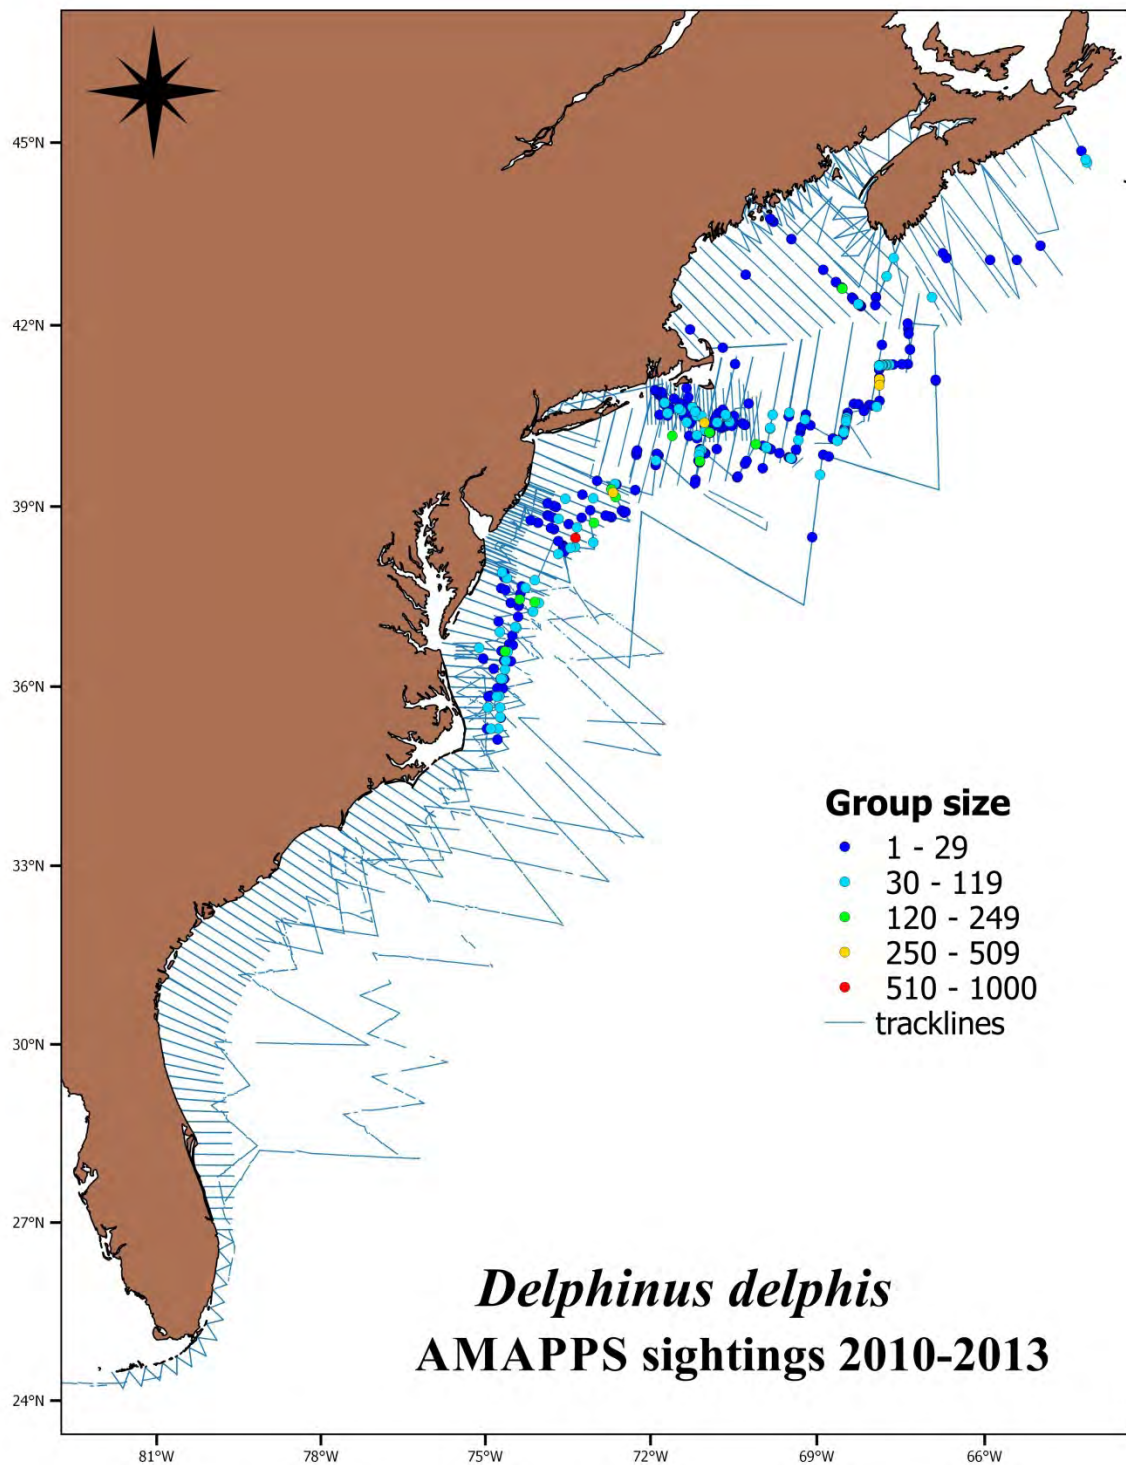 45°N
42°N
39°N
36°N
33°N
30°N
27°N
24°N
Group size
1 - 29
30 - 119
120 - 249
250 - 509
510 - 1000
tracklines
Delphinus delphis
AMAPPS sightings 2010-2013
81°W
78°W
75°W
72°W
69°W
66°W